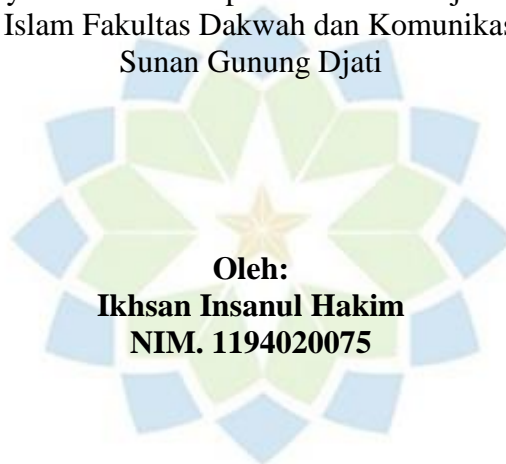 Islam Fakultas Dakwah dan Komunikas
Sunan Gunung Djati
Oleh:
Ikhsan Insanul Hakim
NIM. 1194020075